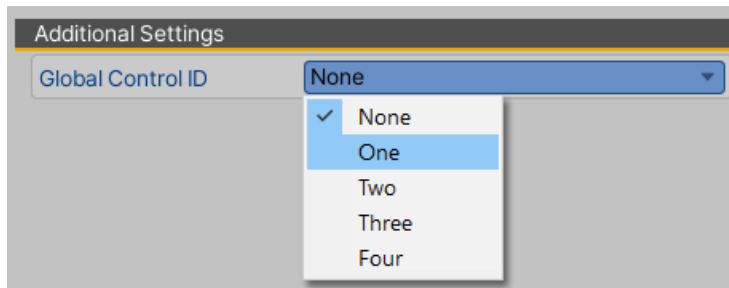 Additional Settings
Global Control ID None
None
One
Two
Three
Four